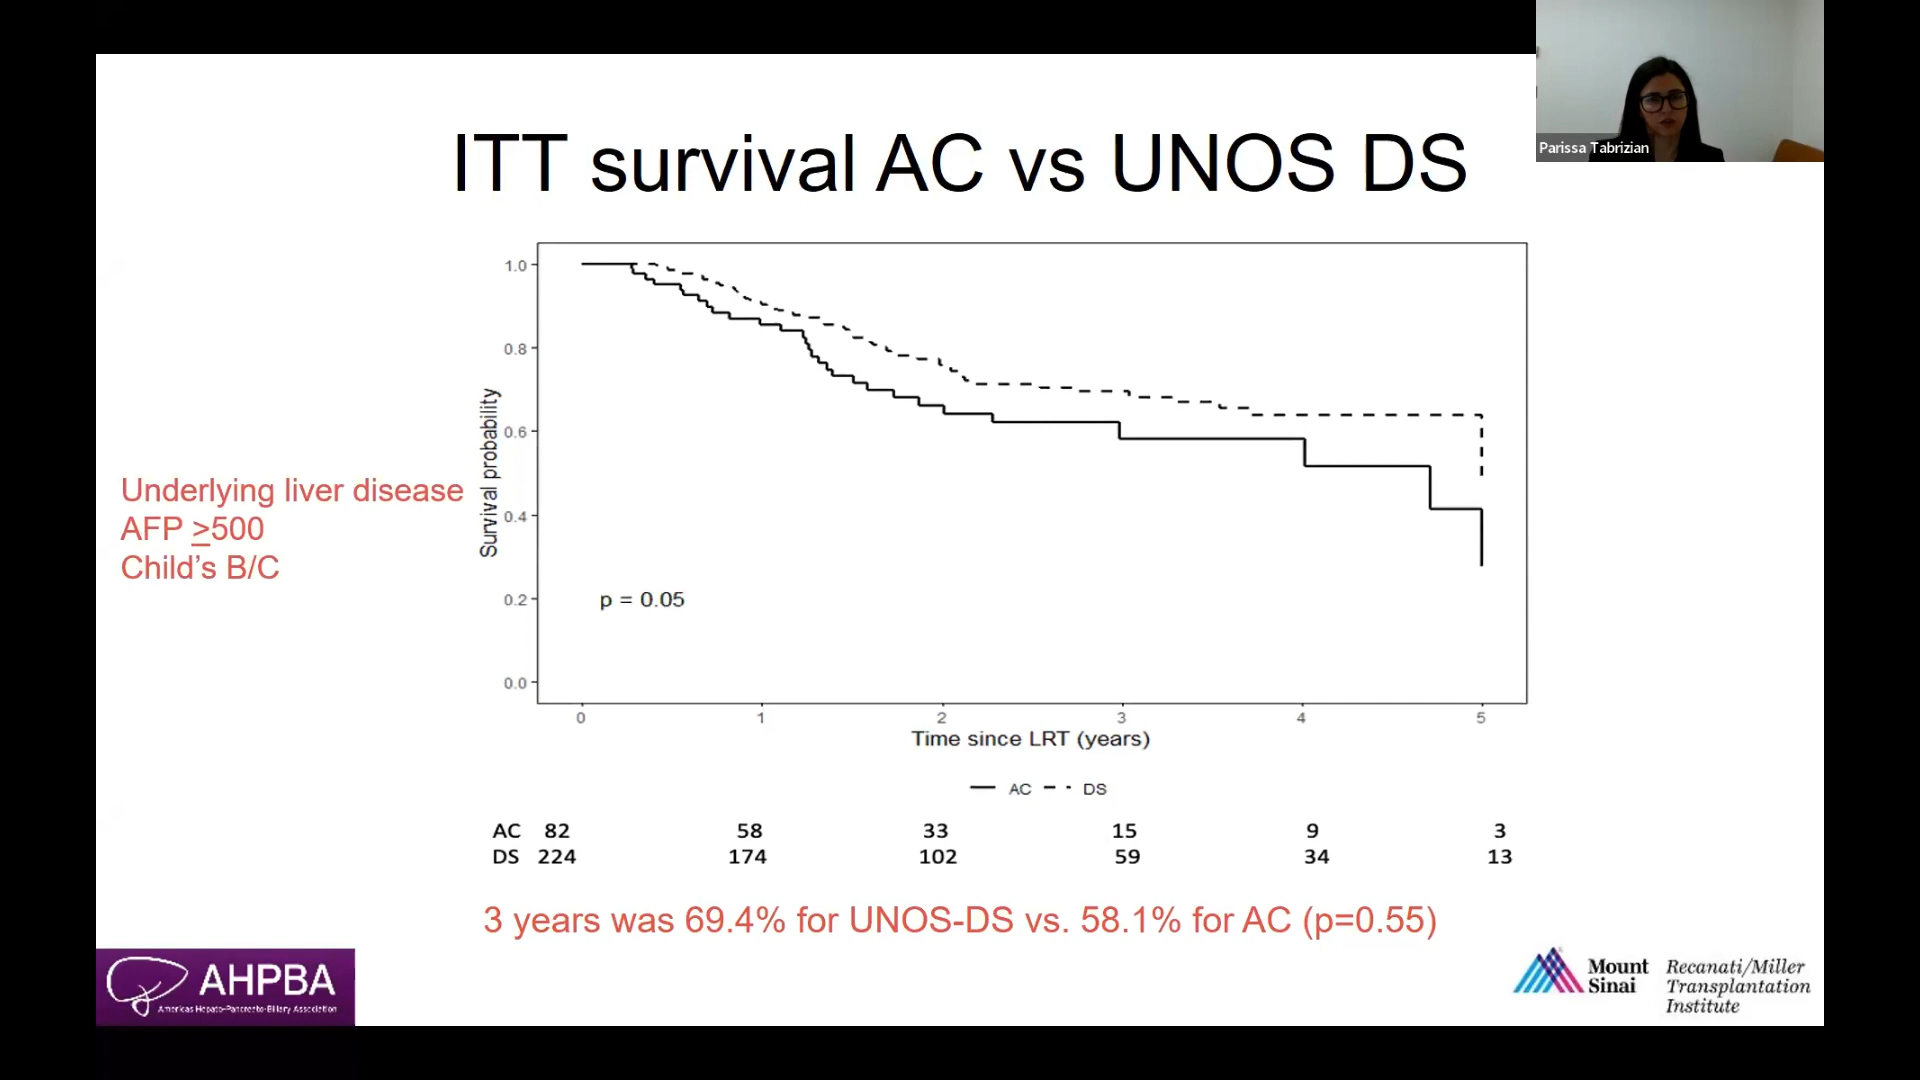 Parissa Tabrizian
ITT survival AC vs UNOS DS
Underlying liver disease
AFP ≥500
Child's B/C
Survival probability
1.0
0.8
0.6
0.4
0.2
0.0
p = 0.05
0 1 2 3 4 5
Time since LRT (years)
AC DS
AC 82 58 33 15 9 3
DS 224 174 102 59 34 13
3 years was 69.4% for UNOS-DS vs. 58.1% for AC (p=0.55)
AHPBA
Americas Hepato-Pancreto-Biliary Association
Mount
Sinai
Recanati/Miller
Transplantation
Institute